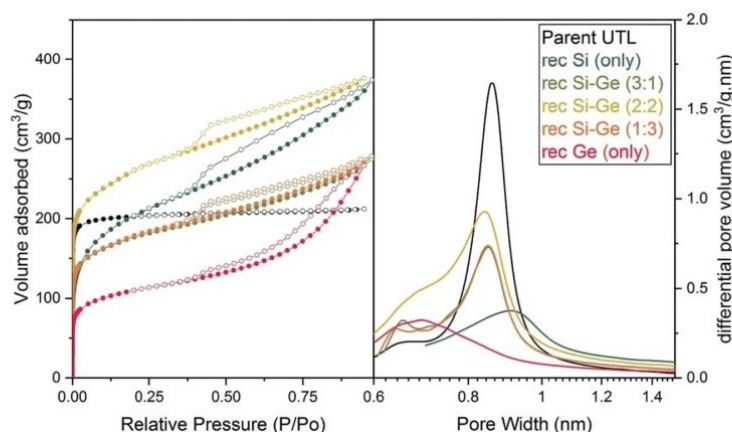 400
300
200
100
0
Volume adsorbed (cm³/g)
0.00
0.25
0.50
0.75
Relative Pressure (P/Po)
Parent UTL
rec Si (only)
rec Si-Ge (3:1)
rec Si-Ge (2:2)
rec Si-Ge (1:3)
rec Ge (only)
0.6
0.8
1
1.2
1.4
Pore Width (nm)
2.0
1.5
1.0
0.5
0.0
differential pore volume (cm³/g.nm)